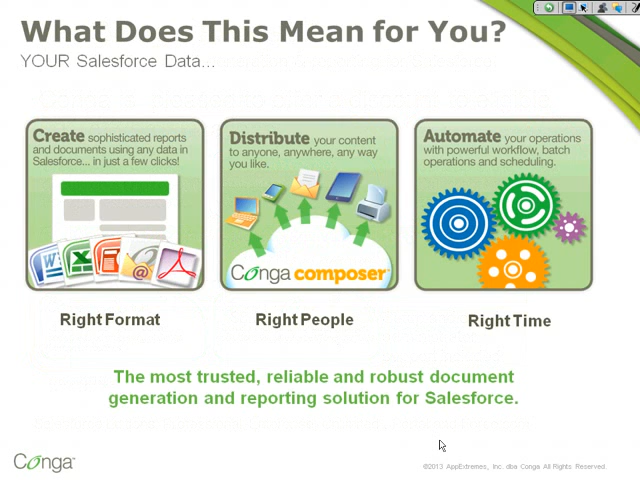 What Does This Mean for You?
YOUR Salesforce Data...
Create sophisticated reports
and documents using any data in
Salesforce... in just a few clicks!
Distribute your content
to anyone, anywhere, any way
you like.
Conga composer™
Automate your operations
with powerful workflow, batch
operations and scheduling.
Right Format
Right People
Right Time
The most trusted, reliable and robust document
generation and reporting solution for Salesforce.
Conga™
©2013 AppExtremes, Inc. dba Conga. All Rights Reserved.